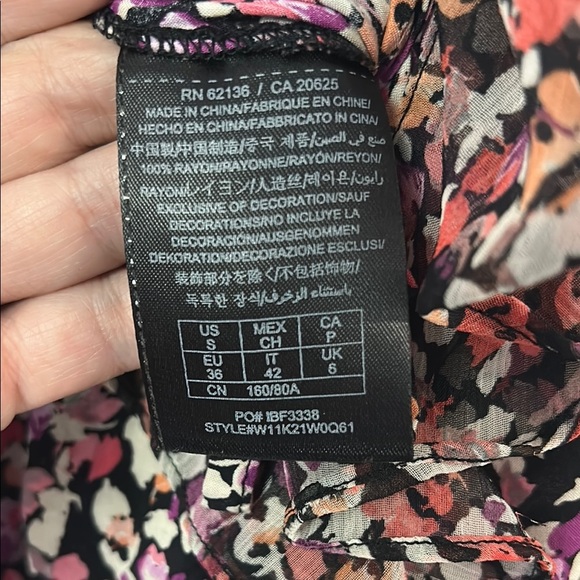 RN 62136 / CA 20625
MADE IN CHINA/FABRIQUE EN CHINE/
HECHO EN CHINA/FABBRICATO IN CINA/
中国製/中国制造/중국 제품/صنع في الصين
100% RAYON/RAYONNE/RAYÓN/REYON/
RAYON/レイヨン/人造丝/레이온/رايون
EXCLUSIVE OF DECORATION/SAUF
DECORATIONS/NO INCLUYE LA
DECORACIÓN/AUSGENOMMEN
DEKORATION/DECORAZIONE ESCLUSI/
装飾部分を除く/不包括饰物/
독특한 장식/باستثناء الزخرف/
US S MEX CH CA P
EU 36 IT 42 UK 6
CN 160/80A
PO# IBF3338
STYLE#W11K21W0Q61